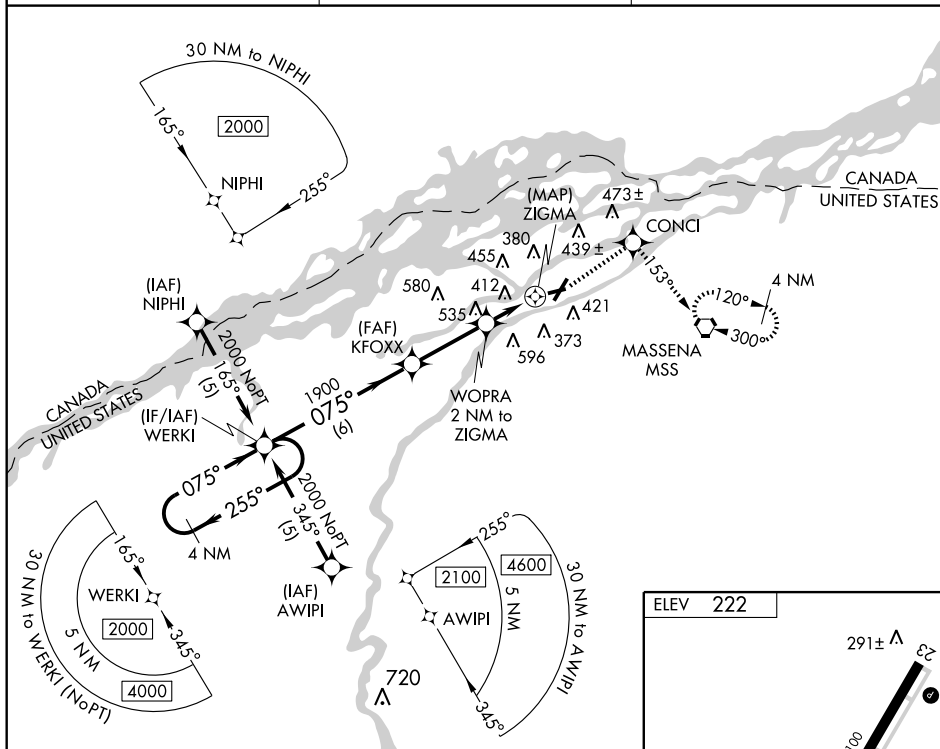 30 NM to NIPHI
165°
2000
NIPHI
255°
CANADA
UNITED STATES
(MAP)
ZIGMA
473±
CONCI
380
439 ±
455
153°
4 NM
120°
300°
MASSENA
MSS
580
412
535
421
373
596
(IAF)
NIPHI
(FAF)
KFOXX
2000 NoPT
165°
(5)
CANADA
UNITED STATES
1900
075°
(6)
WOPRA
2 NM to
ZIGMA
(IF/IAF)
WERKI
075°
255°
4 NM
2000 NoPT
345°
(5)
(IAF)
AWIPI
165°
WERKI
2000
345°
5 NM
4000
30 NM to WERKI (NoPT)
255°
2100
4600
5 NM
AWIPI
345°
30 NM to AWIPI
720
ELEV 222
291±
23
P
100